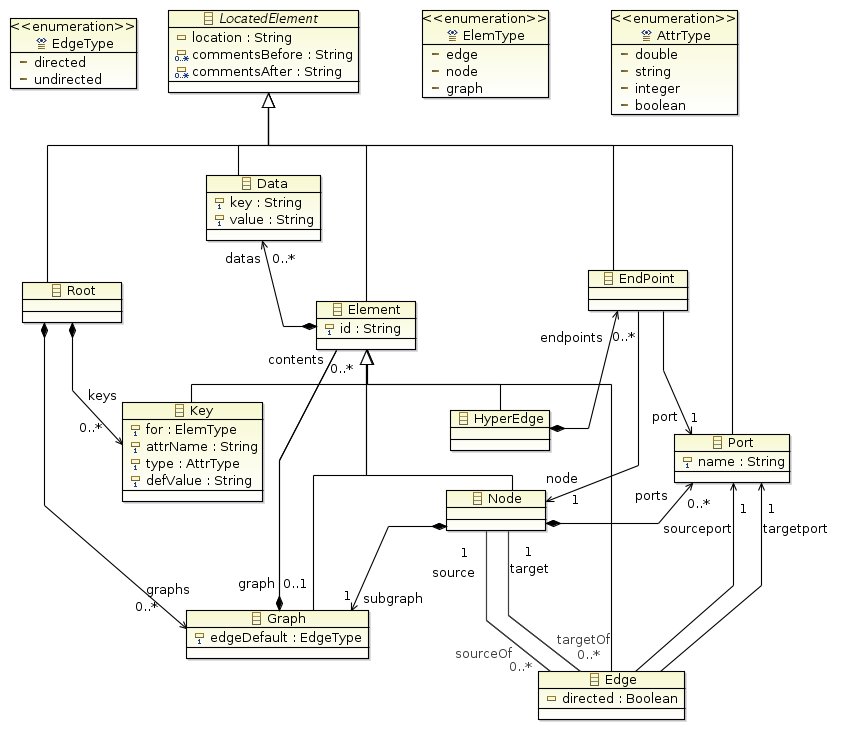 <<enumeration>>
EdgeType
directed
undirected
LocatedElement
location : String
commentsBefore : String
0..*
commentsAfter : String
0..*
<<enumeration>>
ElemType
edge
node
graph
<<enumeration>>
AttrType
double
string
integer
boolean
Data
key : String
value : String
datas 0..*
Root
Element
id : String
EndPoint
contents
0..*
endpoints 0..*
keys
0..*
Key
for : ElemType
attrName : String
type : AttrType
defValue : String
HyperEdge
port 1
Port
name : String
node
1
ports
0..*
Node
sourceport
1
targetport
1
1
source
1
target
graph 0..1
1 subgraph
graphs
0..*
Graph
edgeDefault : EdgeType
sourceOf
0..*
targetOf
0..*
Edge
directed : Boolean